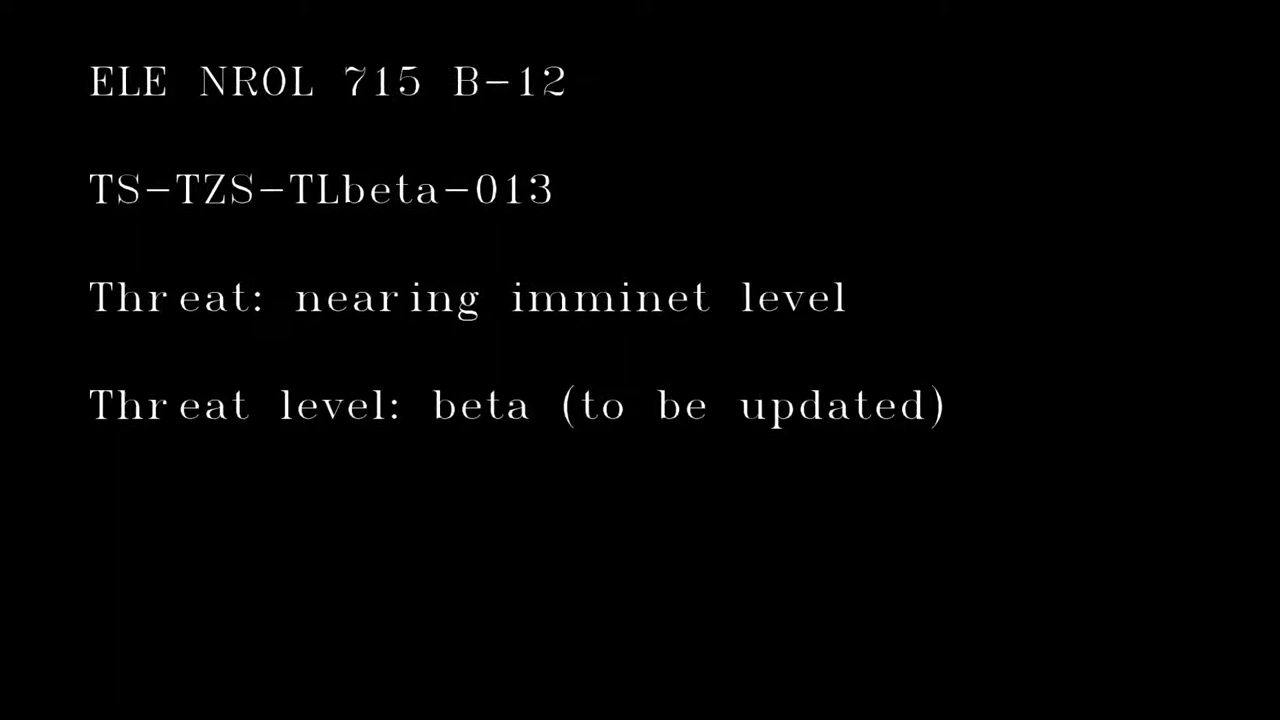 ELE NROL 715 B-12
TS-TZS-TLbeta-013
Threat: nearing imminet level
Threat level: beta (to be updated)